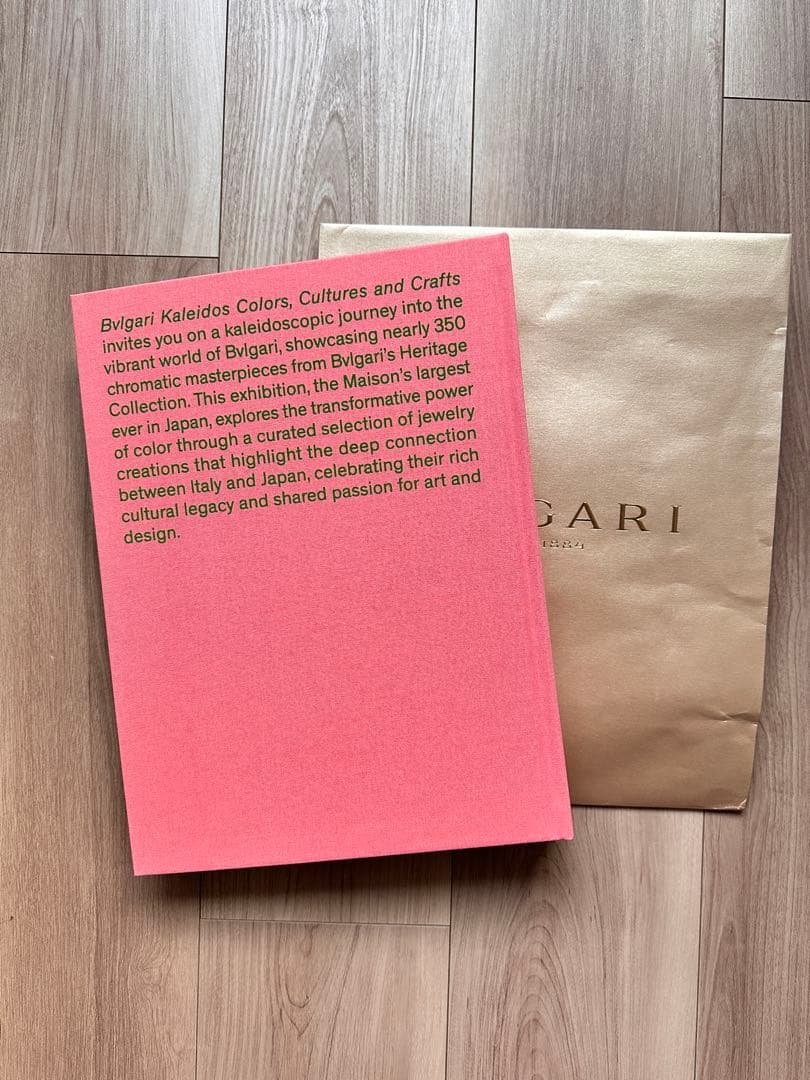 Bvlgari Kaleidos Colors, Cultures and Crafts
invites you on a kaleidoscopic journey into the
vibrant world of Bvlgari, showcasing nearly 350
chromatic masterpieces from Bvlgari's Heritage
Collection. This exhibition, the Maison's largest
ever in Japan, explores the transformative power
of color through a curated selection of jewelry
creations that highlight the deep connection
between Italy and Japan, celebrating their rich
cultural legacy and shared passion for art and
design.
GARI
1884